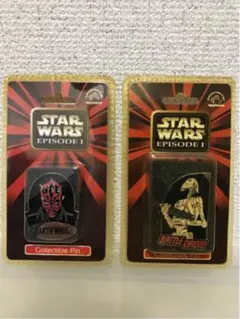 STAR
WARS
EPISODE I
DARTH MAUL
Collectible Pin
STAR
WARS
EPISODE I
BATTLE DROID